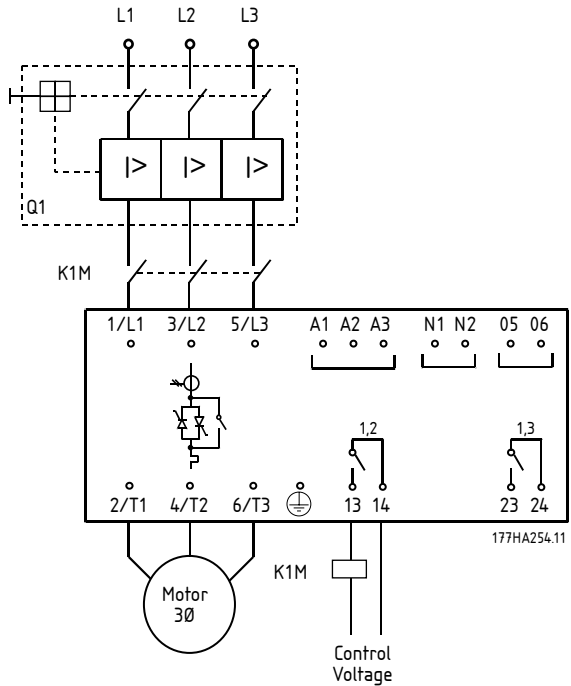 L1 L2 L3
|> |> |>
Q1
K1M
1/L1 3/L2 5/L3 A1 A2 A3 N1 N2 05 06
1,2 1,3
2/T1 4/T2 6/T3 13 14 23 24
177HA254.11
K1M
Motor
3Ø
Control
Voltage